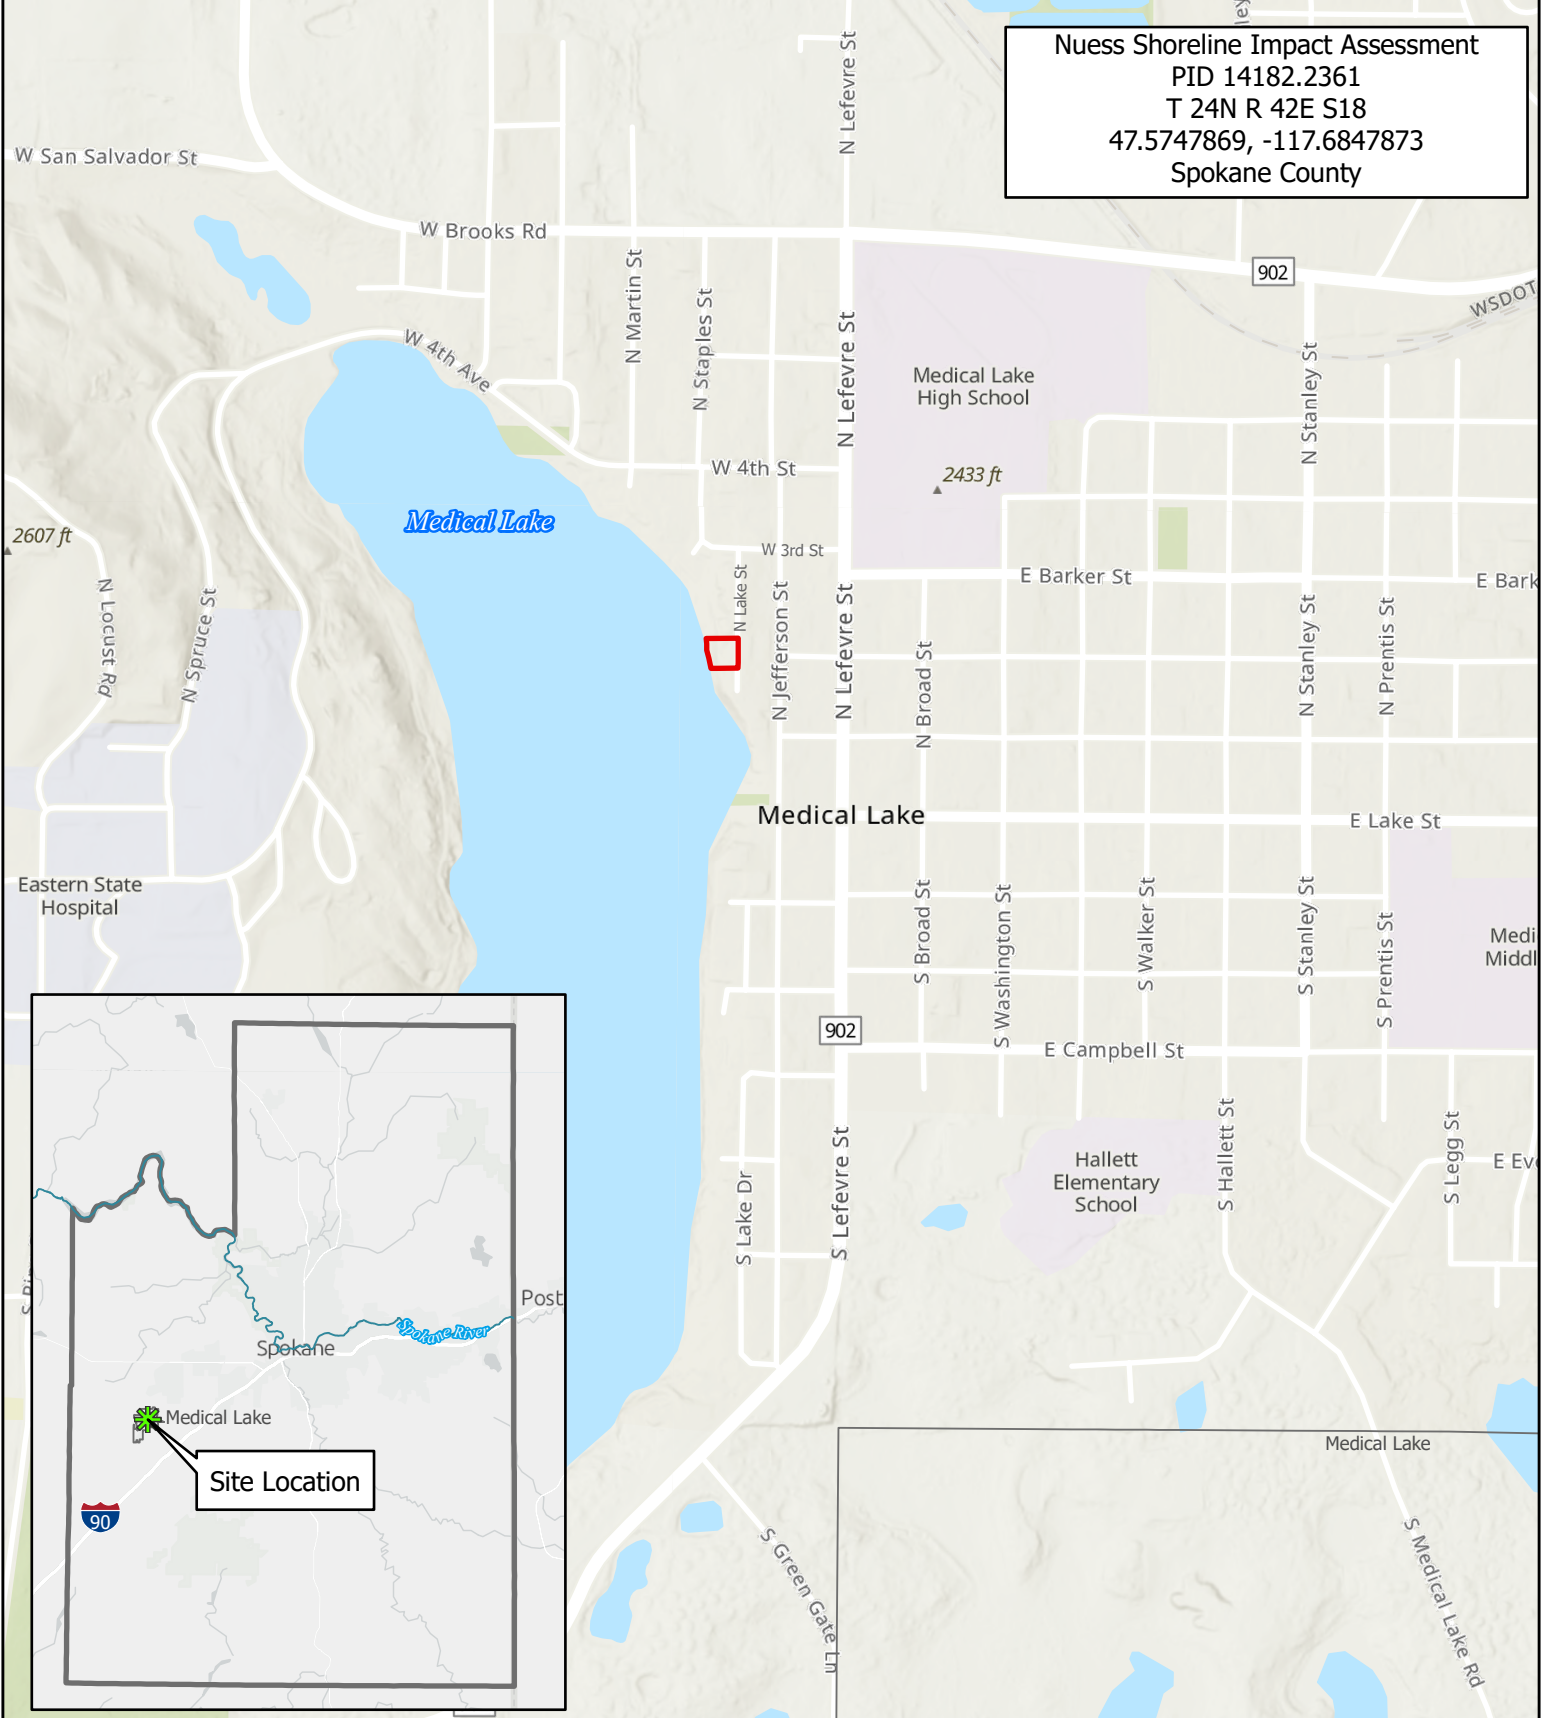 Nuess Shoreline Impact Assessment
PID 14182.2361
T 24N R 42E S18
47.5747869, -117.6847873
Spokane County
N Lefevre St
W San Salvador St
W Brooks Rd
902
WSDOT
N Martin St
N Staples St
N Lefevre St
W 4th Ave
Medical Lake
High School
N Stanley St
W 4th St
2433 ft
Medical Lake
2607 ft
W 3rd St
E Barker St
E Bark
N Locust Rd
N Spruce St
N Lake St
N Jefferson St
N Lefevre St
N Broad St
N Stanley St
N Prentis St
Medical Lake
E Lake St
Eastern State
Hospital
S Broad St
S Washington St
S Walker St
S Stanley St
S Prentis St
Medi
Middl
902
E Campbell St
S Lake Dr
S Lefevre St
Hallett
Elementary
School
S Hallett St
S Legg St
E Eve
Post
Spokane River
Spokane
Medical Lake
Site Location
90
Medical Lake
S Green Gate Ln
S Medical Lake Rd